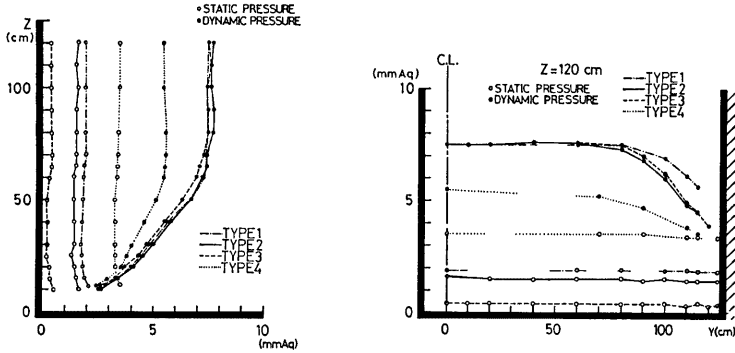 Z
(cm)
STATIC PRESSURE
DYNAMIC PRESSURE
100
50
0
TYPE1
TYPE2
TYPE3
TYPE4
0 5 10
(mmAq)
C.L.
Z=120 cm
(mmAq)
STATIC PRESSURE
DYNAMIC PRESSURE
TYPE1
TYPE2
TYPE3
TYPE4
10
5
0
0 50 100 Y(cm)